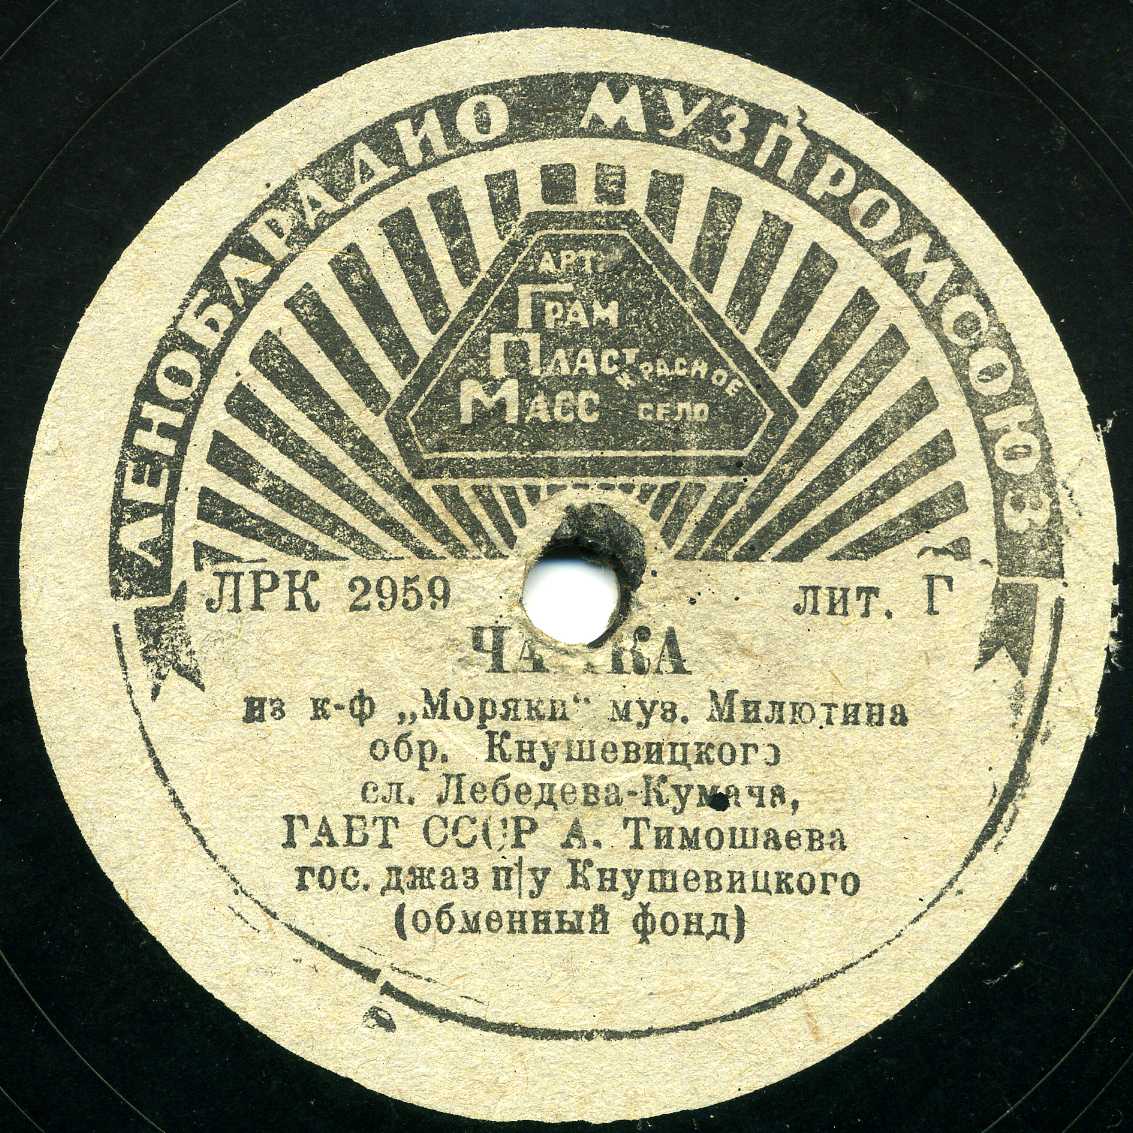 ЛЕНОБЛРАДИО МУЗПРОМСОЮЗ
АРТ.
ГРАМ
ПЛАСТ
МАСС
КРАСНОЕ
СЕЛО
ЛРК 2959
лит. Г
из к-ф „Моряки“ муз. Милютина
обр. Кнушевицкого
сл. Лебедева-Кумача,
ГАБТ СССР А. Тимошаева
гос. джаз п|у Кнушевицкого
(обменный фонд)